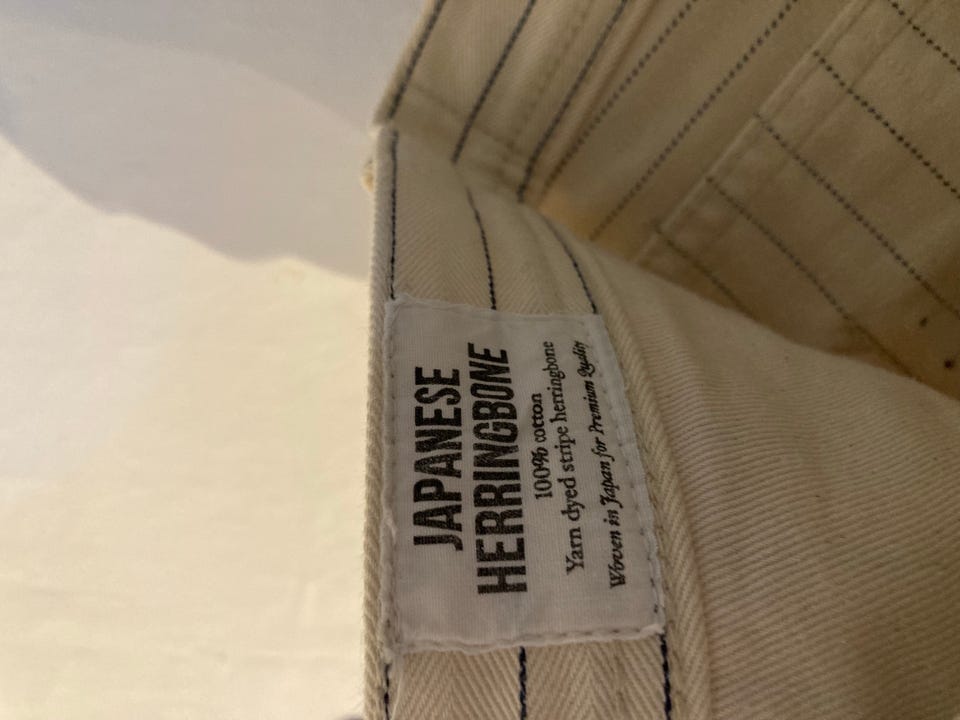 JAPANESE
HERRINGBONE
100% cotton
Yarn dyed stripe herringbone
Woven in Japan for Premium Quality